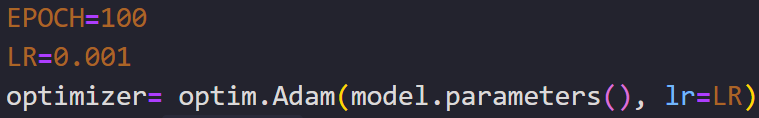 EPOCH=100
LR=0.001
optimizer= optim.Adam(model.parameters(), lr=LR)